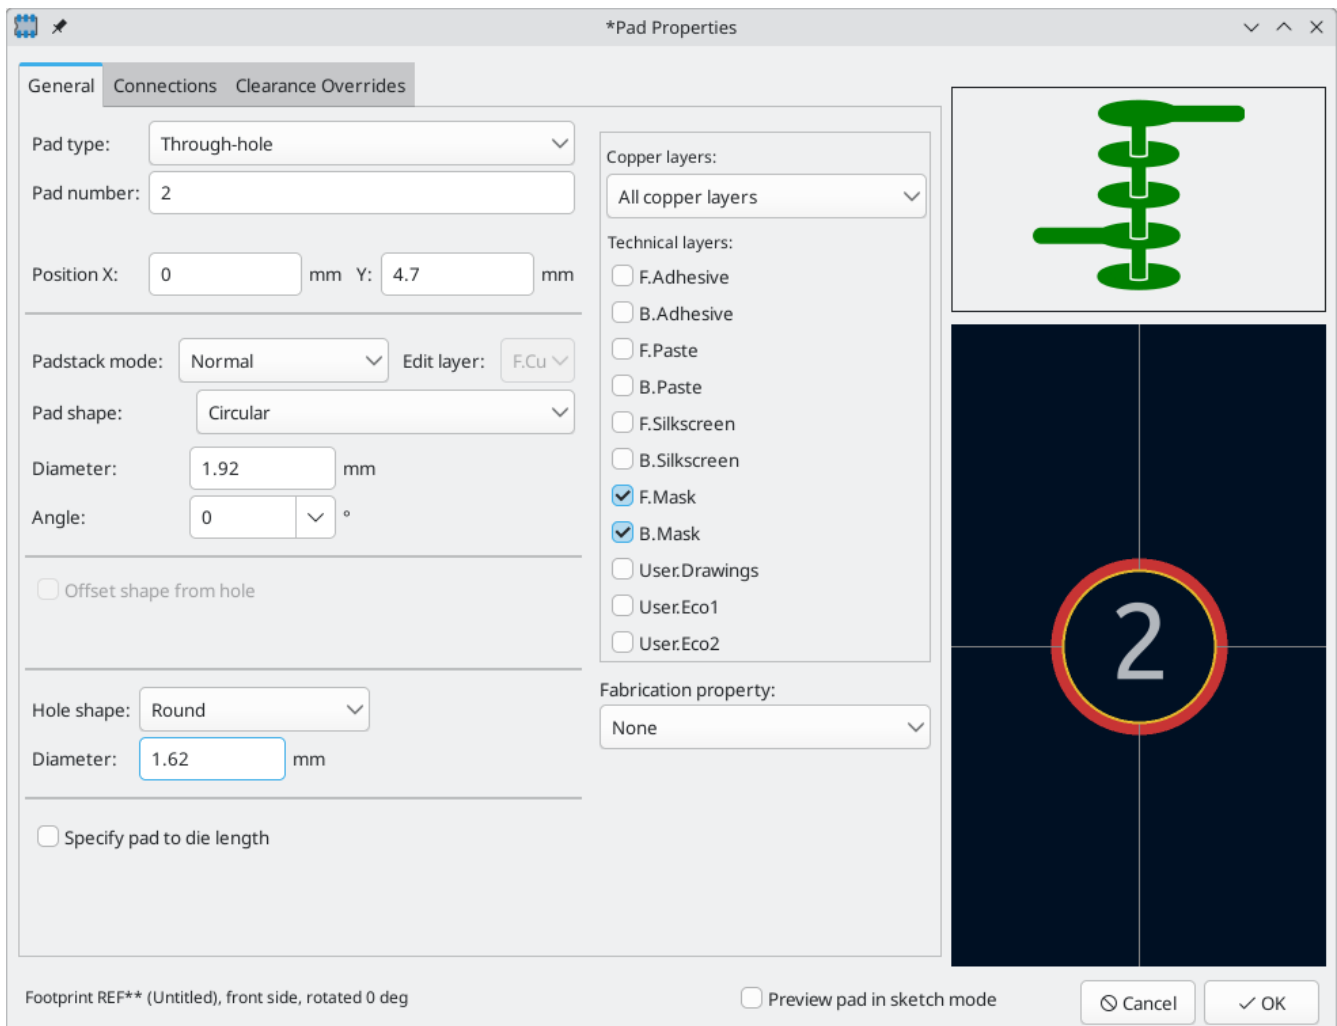 *Pad Properties
General Connections Clearance Overrides
Pad type: Through-hole
Pad number: 2
Position X: 0 mm Y: 4.7 mm
Padstack mode: Normal Edit layer: F.Cu
Pad shape: Circular
Diameter: 1.92 mm
Angle: 0 °
Offset shape from hole
Hole shape: Round
Diameter: 1.62 mm
Specify pad to die length
Copper layers:
All copper layers
Technical layers:
F.Adhesive
B.Adhesive
F.Paste
B.Paste
F.Silkscreen
B.Silkscreen
F.Mask
B.Mask
User.Drawings
User.Eco1
User.Eco2
Fabrication property:
None
2
Footprint REF** (Untitled), front side, rotated 0 deg
Preview pad in sketch mode
Cancel
OK